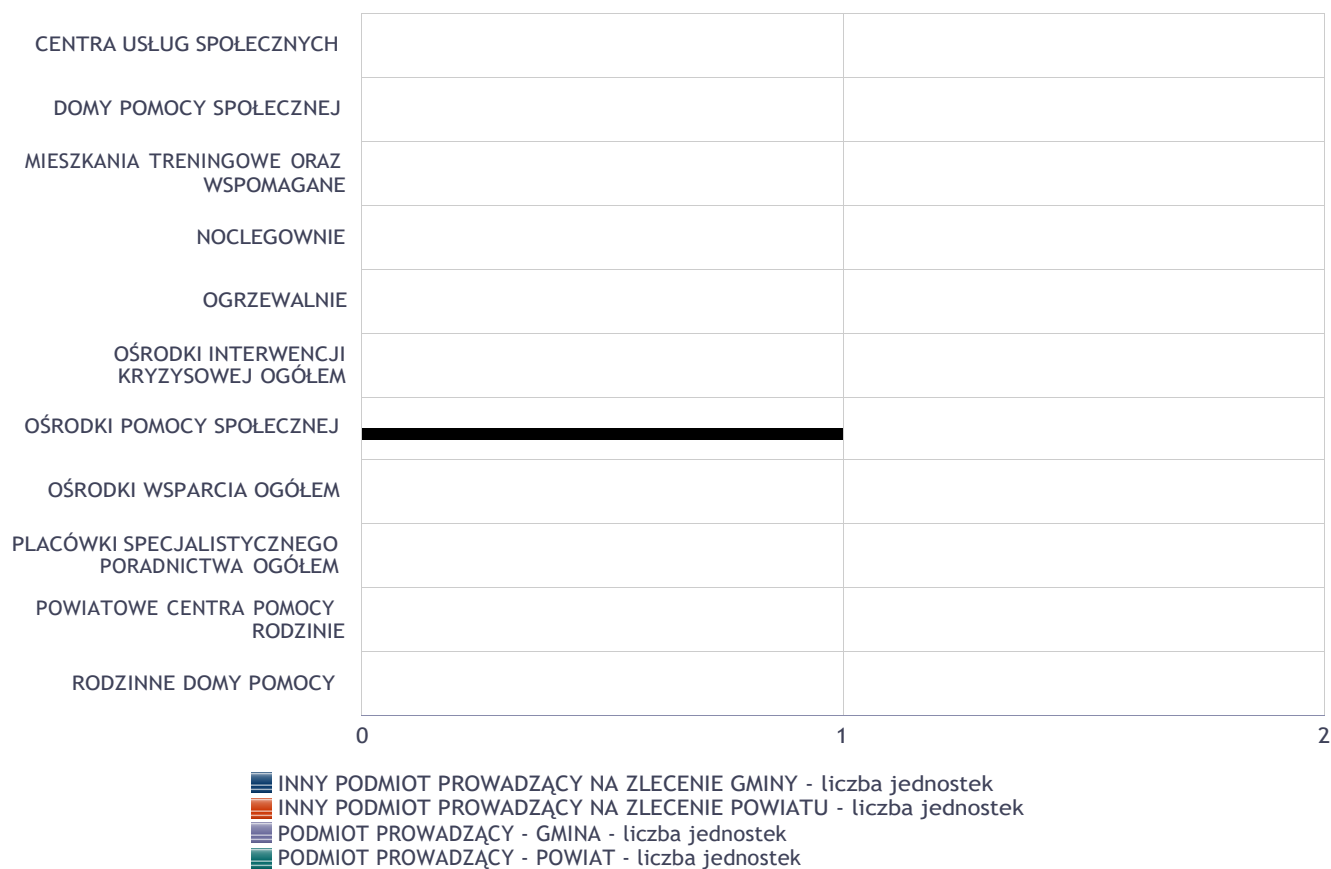 CENTRA USŁUG SPOŁECZNYCH
DOMY POMOCY SPOŁECZNEJ
MIESZKANIA TRENINGOWE ORAZ
WSPOMAGANE
NOCLEGOWNIE
OGRZEWALNIE
OŚRODKI INTERWENCJI
KRYZYSOWEJ OGÓŁEM
OŚRODKI POMOCY SPOŁECZNEJ
OŚRODKI WSPARCIA OGÓŁEM
PLACÓWKI SPECJALISTYCZNEGO
PORADNICTWA OGÓŁEM
POWIATOWE CENTRA POMOCY
RODZINIE
RODZINNE DOMY POMOCY
0 1 2
INNY PODMIOT PROWADZĄCY NA ZLECENIE GMINY - liczba jednostek
INNY PODMIOT PROWADZĄCY NA ZLECENIE POWIATU - liczba jednostek
PODMIOT PROWADZĄCY - GMINA - liczba jednostek
PODMIOT PROWADZĄCY - POWIAT - liczba jednostek